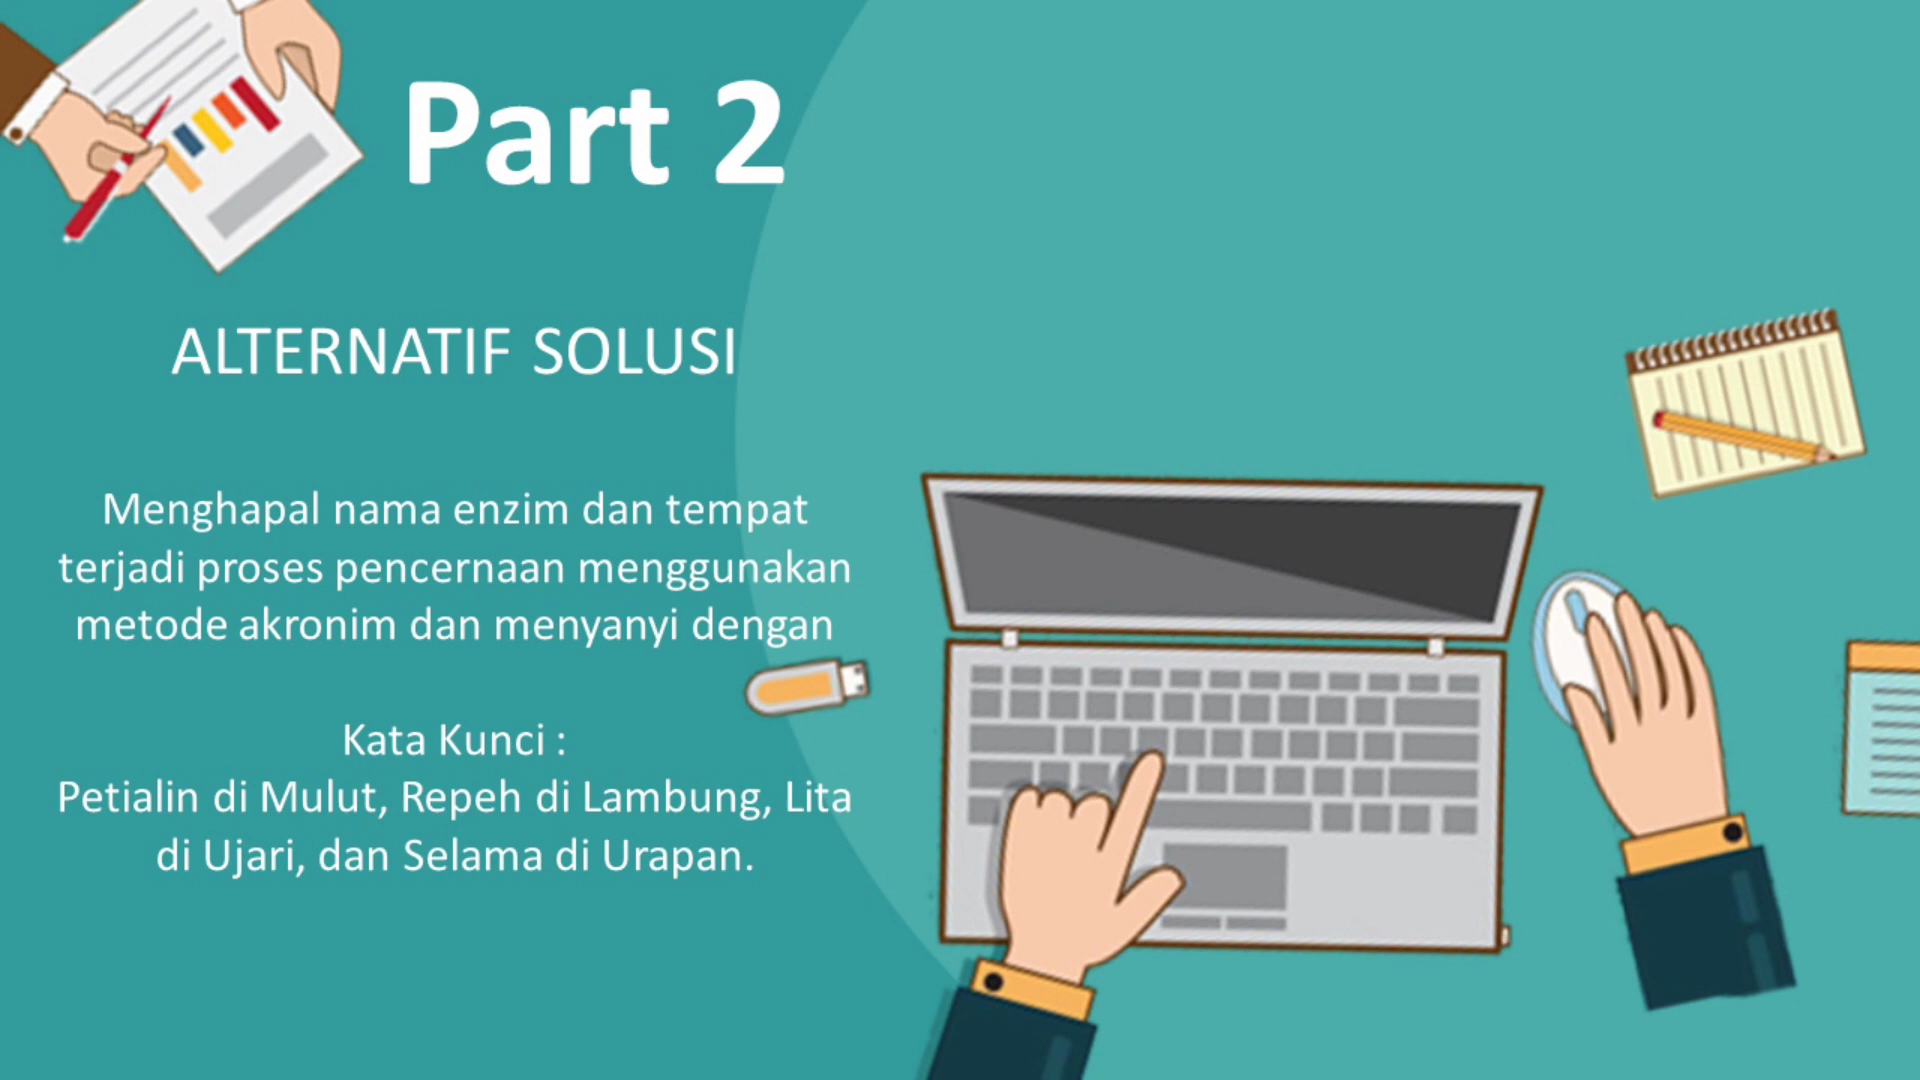 Part 2
ALTERNATIF SOLUSI
Menghapal nama enzim dan tempat
terjadi proses pencernaan menggunakan
metode akronim dan menyanyi dengan
Kata Kunci :
Petialin di Mulut, Repeh di Lambung, Lita
di Ujari, dan Selama di Urapan.